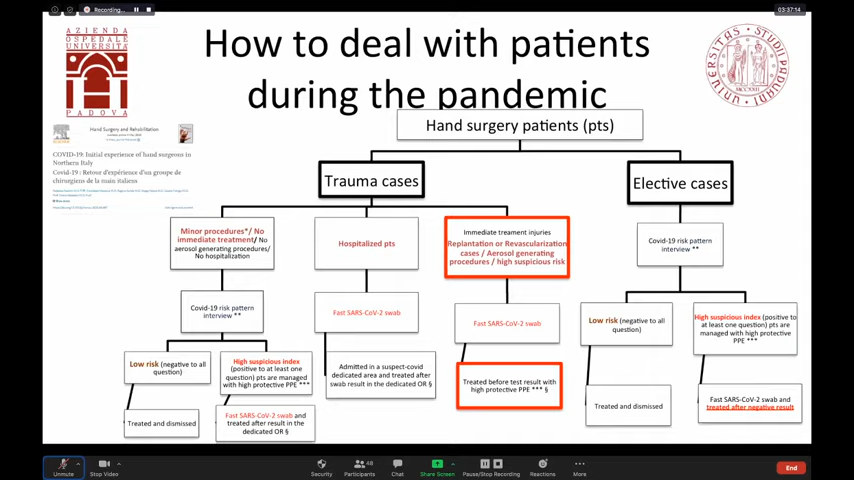 Recording...
03:37:14
AZIENDA
OSPEDALE
UNIVERSITÀ
PADOVA
How to deal with patients
during the pandemic
Hand Surgery and Rehabilitation
COVID-19: Initial experience of hand surgeons in
Northern Italy
Covid-19 : Retour d'expérience d'un groupe de
chirurgiens de la main italiens
Hand surgery patients (pts)
Trauma cases
Elective cases
Minor procedures*/ No
immediate treatment/ No
aerosol generating procedures/
No hospitalization
Hospitalized pts
Immediate treament injuries
Replantation or Revascularization
cases / Aerosol generating
procedures / high suspicious risk
Covid-19 risk pattern
interview **
Covid-19 risk pattern
interview **
Fast SARS-CoV-2 swab
Fast SARS-CoV-2 swab
Low risk (negative to all
question)
High suspicious index (positive to
at least one question) pts are
managed with high protective
PPE ***
Low risk (negative to all
question)
High suspicious index
(positive to at least one
question) pts are managed
with high protective PPE ***
Admitted in a suspect-covid
dedicated area and treated after
swab result in the dedicated OR §
Treated before test result with
high protective PPE *** §
Treated and dismissed
Fast SARS-CoV-2 swab and
treated after result in the
dedicated OR §
Treated and dismissed
Fast SARS-CoV-2 swab and
treated after negative result
Unmute
Stop Video
Security
48
Participants
Chat
Share Screen
Pause/Stop Recording
Reactions
More
End